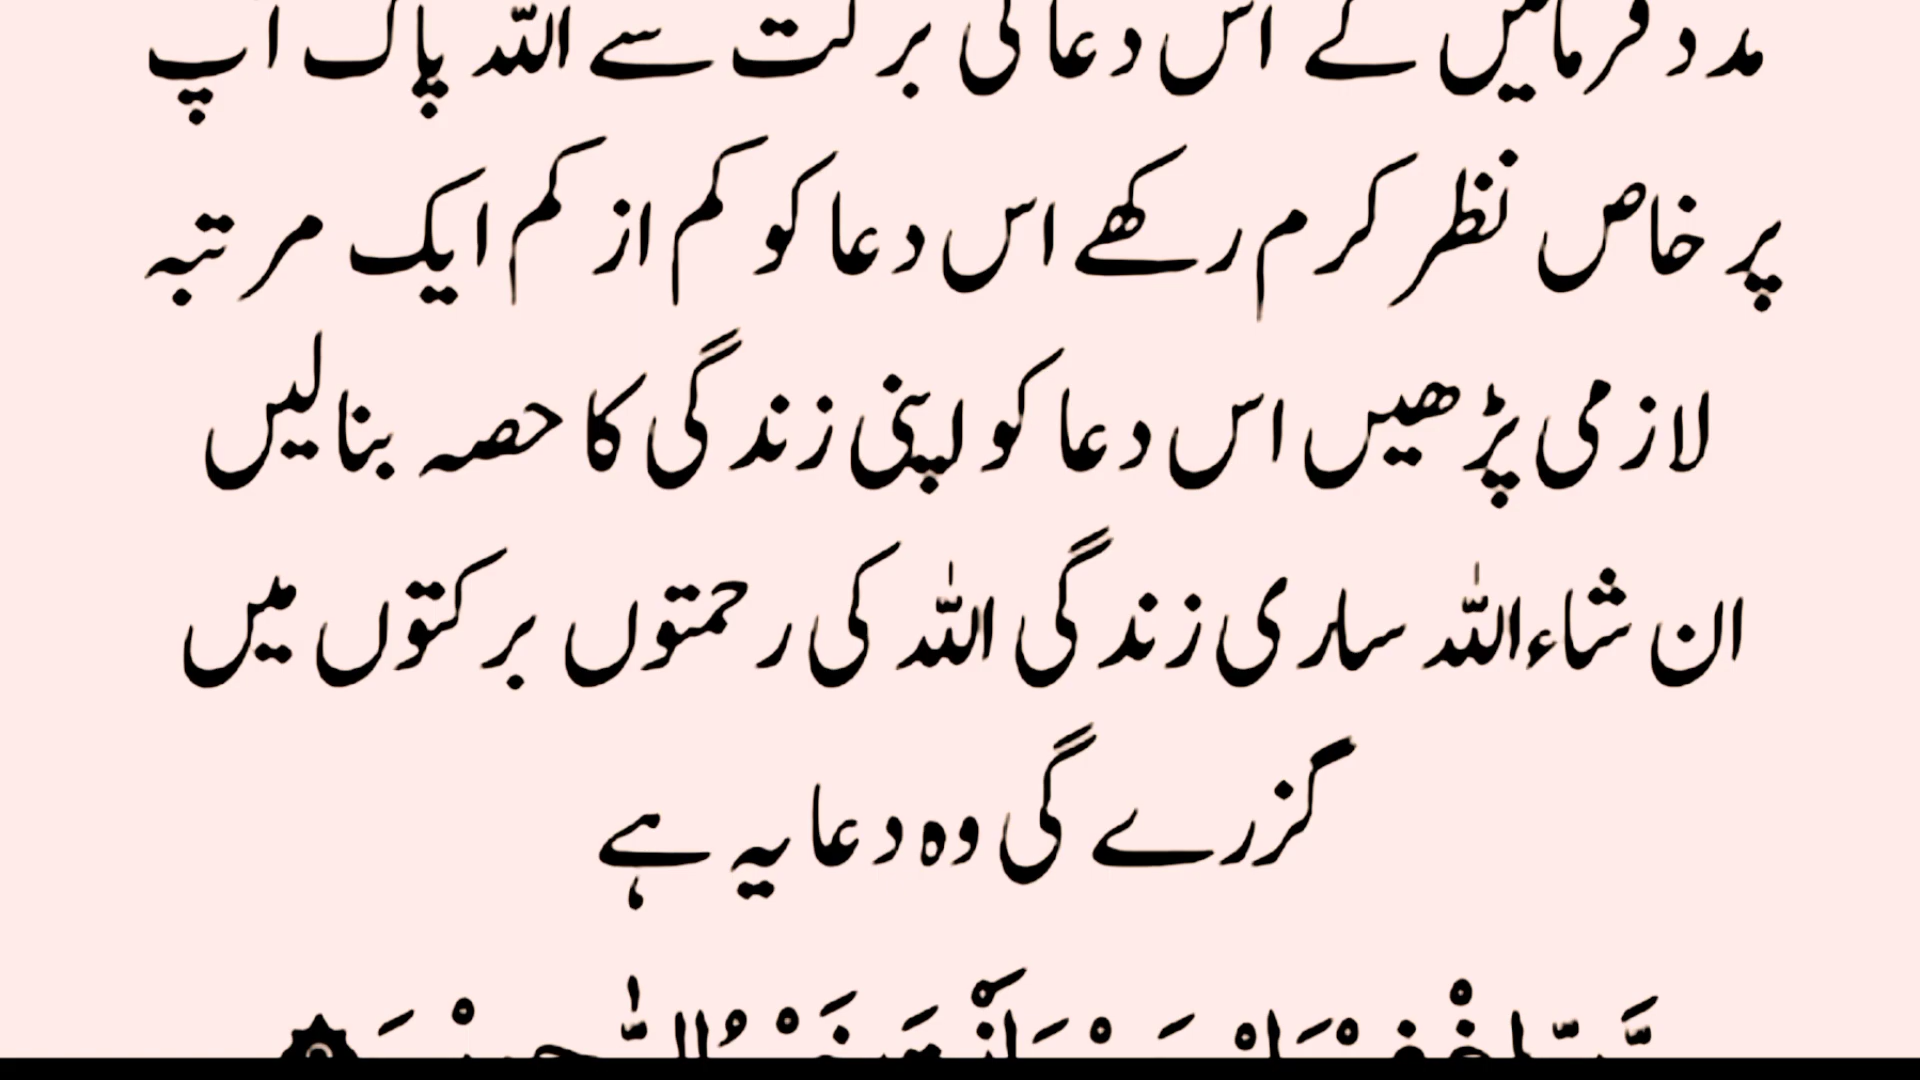 مدد فرمائیں گے اس دعا کی برکت سے اللہ پاک آپ
پر خاص نظر کرم رکھے اس دعا کو کم از کم ایک مرتبہ
لازمی پڑھیں اس دعا کو اپنی زندگی کا حصہ بنالیں
ان شاءاللہ ساری زندگی اللہ کی رحمتوں برکتوں میں
گزرے گی وہ دعا یہ ہے